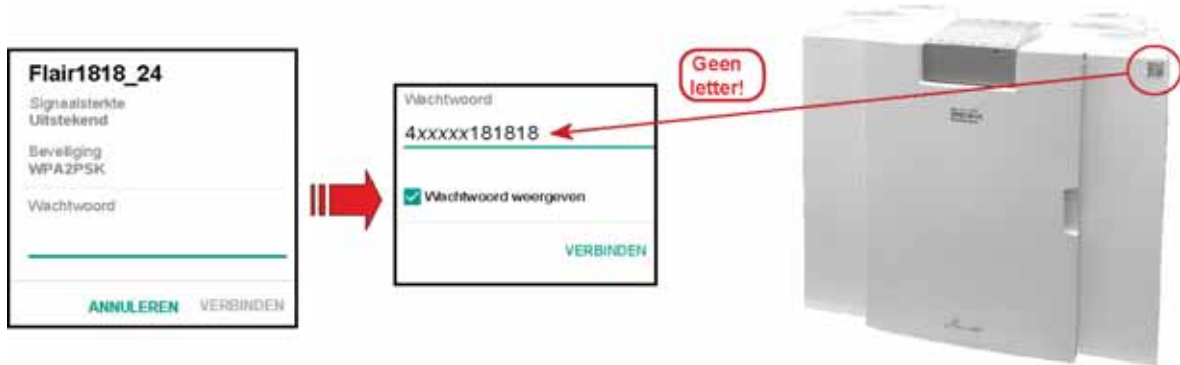 Flair1818_24
Signaalsterkte
Uitstekend
Beveiliging
WPA2PSK
Wachtwoord
ANNULEREN VERBINDEN
Wachtwoord
4xxxxx181818
Wachtwoord weergeven
VERBINDEN
Geen
letter!